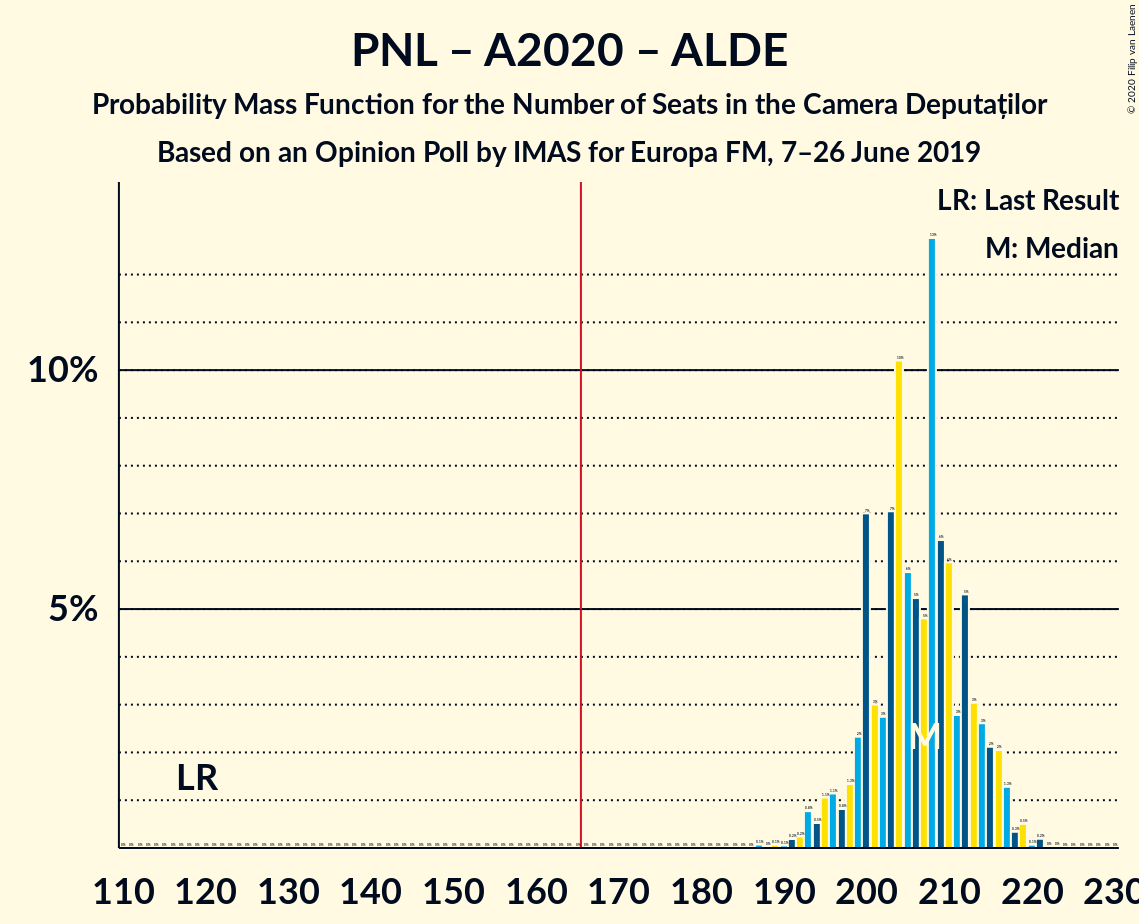 PNL – A2020 – ALDE
Probability Mass Function for the Number of Seats in the Camera Deputaților
Based on an Opinion Poll by IMAS for Europa FM, 7–26 June 2019
© 2020 Filip van Laenen
LR: Last Result
M: Median
10%
5%
LR
M
110 120 130 140 150 160 170 180 190 200 210 220 230